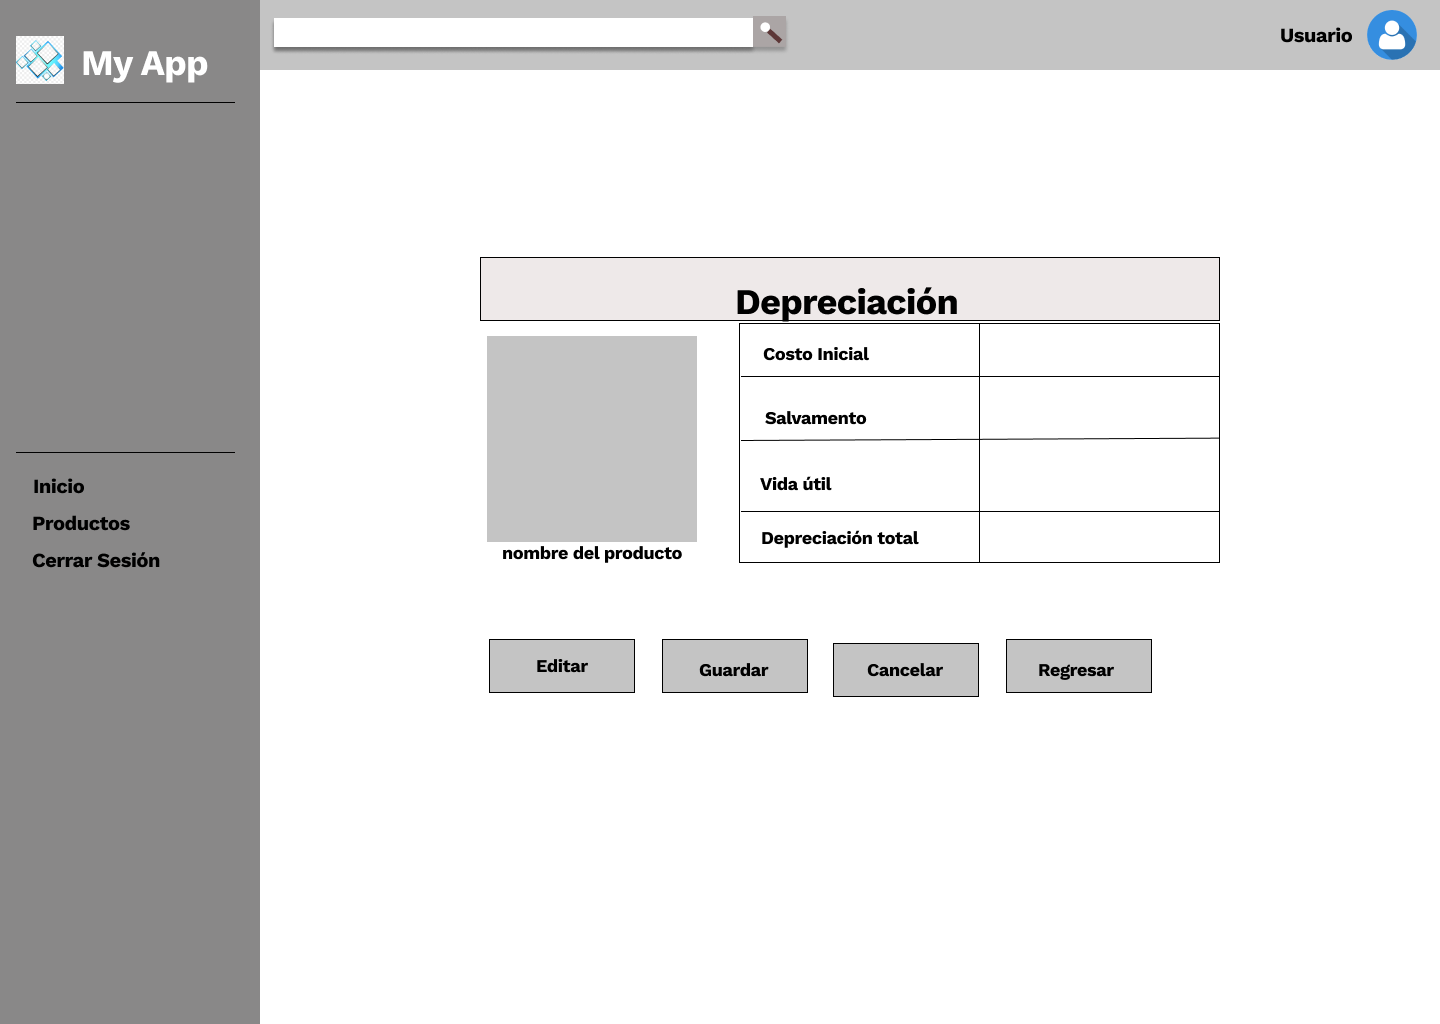 My App
Usuario
Inicio
Productos
Cerrar Sesión
Depreciación
Costo Inicial
Salvamento
Vida útil
Depreciación total
nombre del producto
Editar
Guardar
Cancelar
Regresar